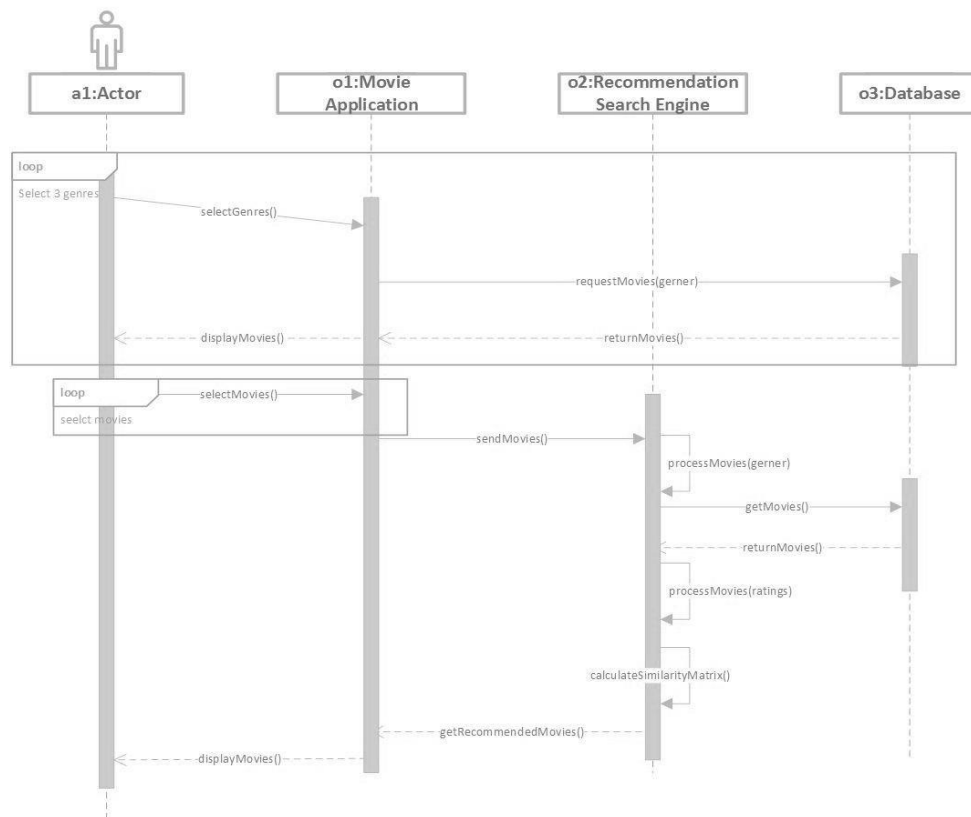 a1:Actor
o1:Movie
Application
o2:Recommendation
Search Engine
o3:Database
loop
Select 3 genres
selectGenres()
requestMovies(gerner)
displayMovies()
returnMovies()
loop
selectMovies()
seelct movies
sendMovies()
processMovies(gerner)
getMovies()
returnMovies()
processMovies(ratings)
calculateSimilarityMatrix()
getRecommendedMovies()
displayMovies()